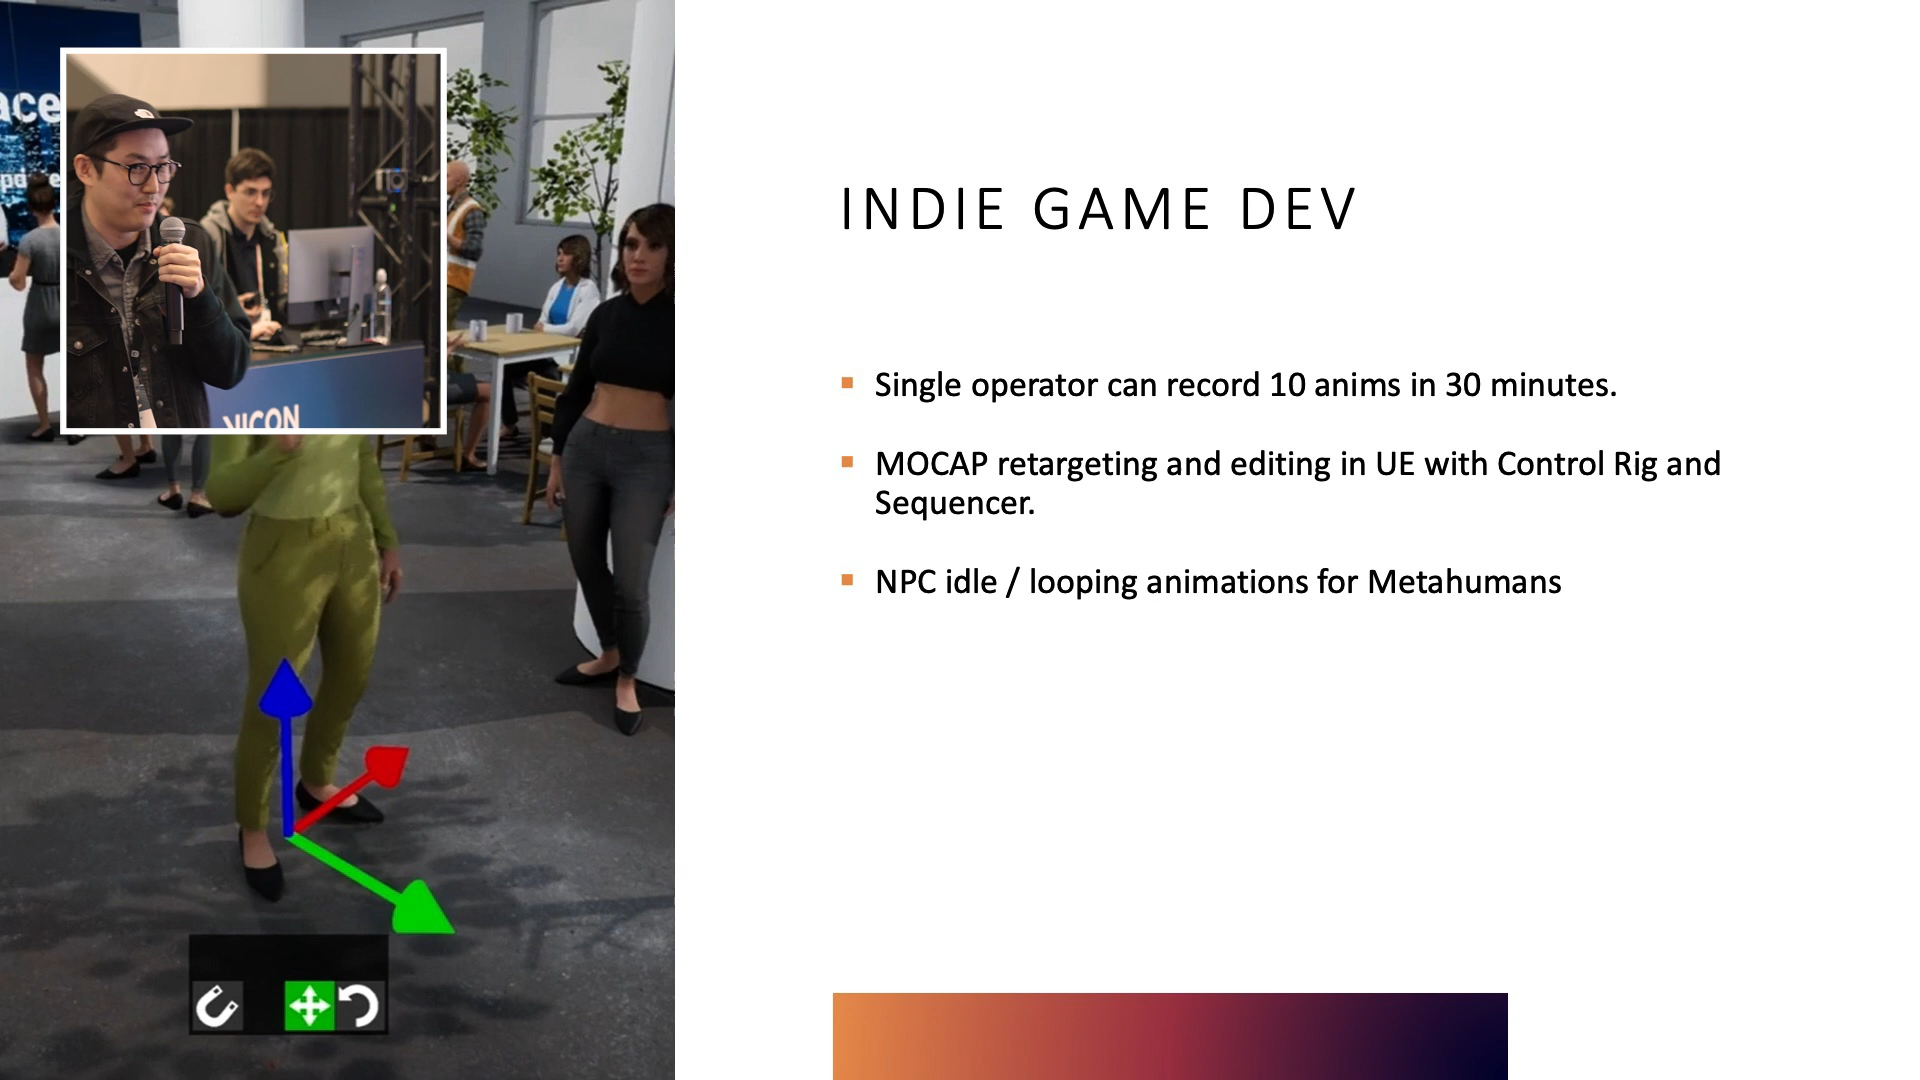 INDIE GAME DEV
Single operator can record 10 anims in 30 minutes.
MOCAP retargeting and editing in UE with Control Rig and
Sequencer.
NPC idle / looping animations for Metahumans
VICON